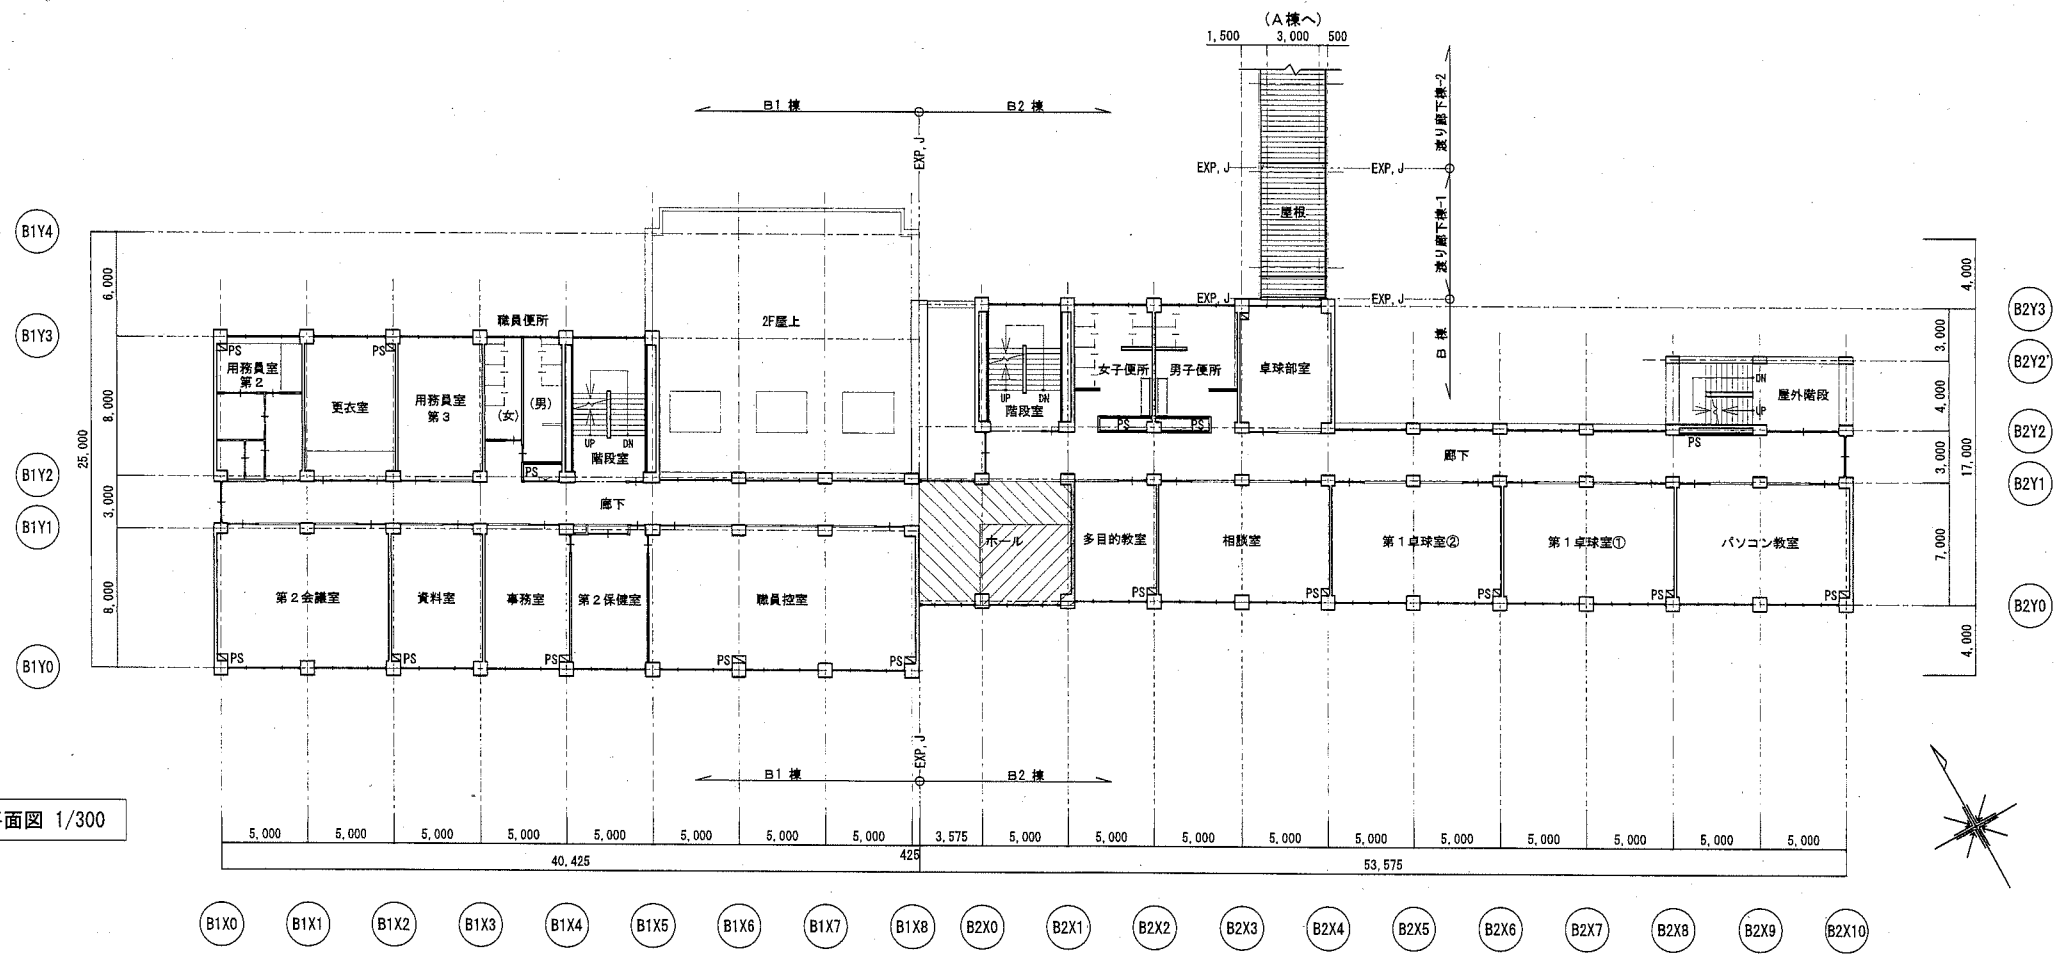 (A棟へ)
1,500 3,000 500
B1 棟 B2 棟
EXP, J
渡り廊下棟-2
EXP, J EXP, J
渡り廊下棟-1
屋根
EXP, J EXP, J
B 棟
B1Y4
B1Y3
B1Y2
B1Y1
B1Y0
6,000
8,000
3,000
8,000
25,000
B2Y3
B2Y2'
B2Y2
B2Y1
B2Y0
4,000
3,000
4,000
3,000
7,000
4,000
17,000
職員便所
2F屋上
PS
用務員室
第2
更衣室
PS
用務員室
第3
(女)
(男)
PS
UP DN
階段室
UP DN
階段室
女子便所
男子便所
PS PS
卓球部室
DN
UP
屋外階段
PS
廊下
廊下
第2会議室
資料室
事務室
第2保健室
職員控室
ホール
多目的教室
相談室
第1卓球室②
第1卓球室①
パソコン教室
PS PS PS PS PS
PS PS PS PS PS
B1 棟 B2 棟
EXP, J
平面図 1/300
5,000 5,000 5,000 5,000 5,000 5,000 5,000 5,000 3,575 5,000 5,000 5,000 5,000 5,000 5,000 5,000 5,000 5,000 5,000
40,425 425 53,575
B1X0 B1X1 B1X2 B1X3 B1X4 B1X5 B1X6 B1X7 B1X8 B2X0 B2X1 B2X2 B2X3 B2X4 B2X5 B2X6 B2X7 B2X8 B2X9 B2X10